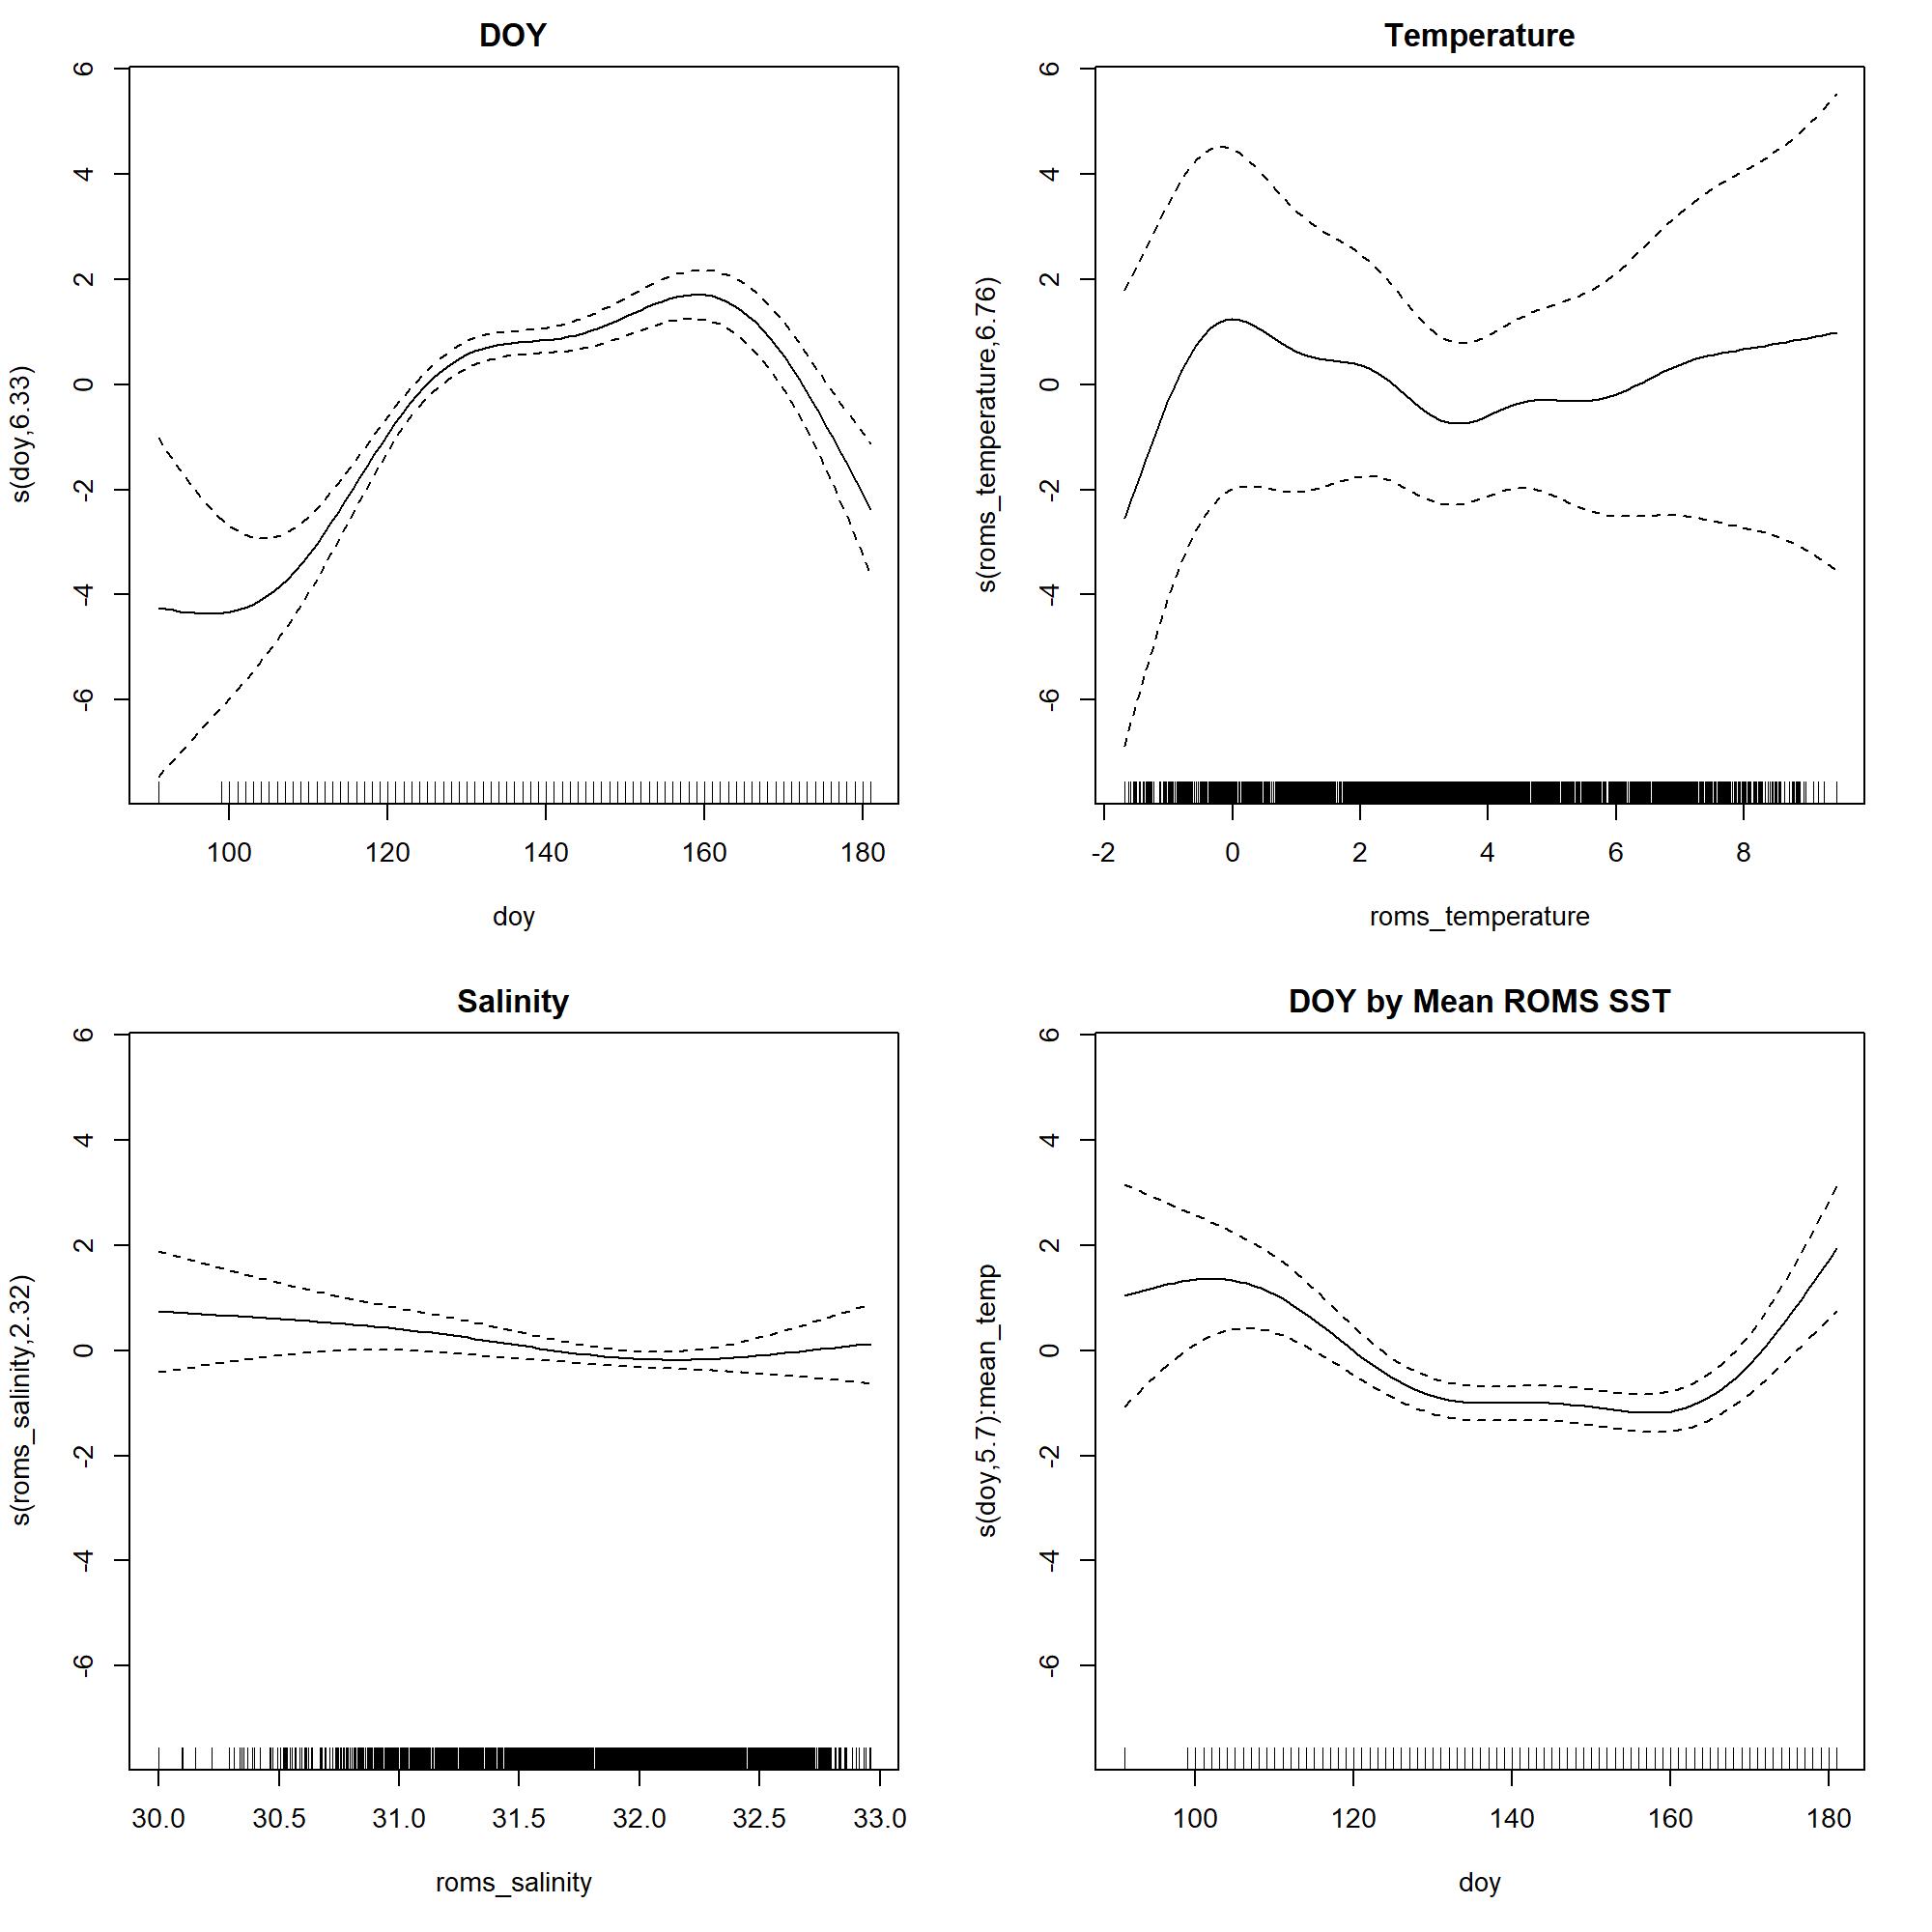 DOY
6
4
2
0
-2
-4
-6
s(doy,6.33)
100 120 140 160 180
doy
Temperature
6
4
2
0
-2
-4
-6
s(roms_temperature,6.76)
-2 0 2 4 6 8
roms_temperature
Salinity
6
4
2
0
-2
-4
-6
s(roms_salinity,2.32)
30.0 30.5 31.0 31.5 32.0 32.5 33.0
roms_salinity
DOY by Mean ROMS SST
6
4
2
0
-2
-4
-6
s(doy,5.7):mean_temp
100 120 140 160 180
doy